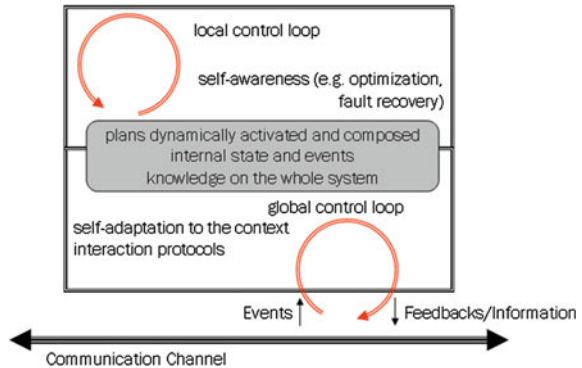 local control loop
self-awareness (e.g. optimization,
fault recovery)
plans dynamically activated and composed
internal state and events
knowledge on the whole system
global control loop
self-adaptation to the context
interaction protocols
Events
Feedbacks/Information
Communication Channel